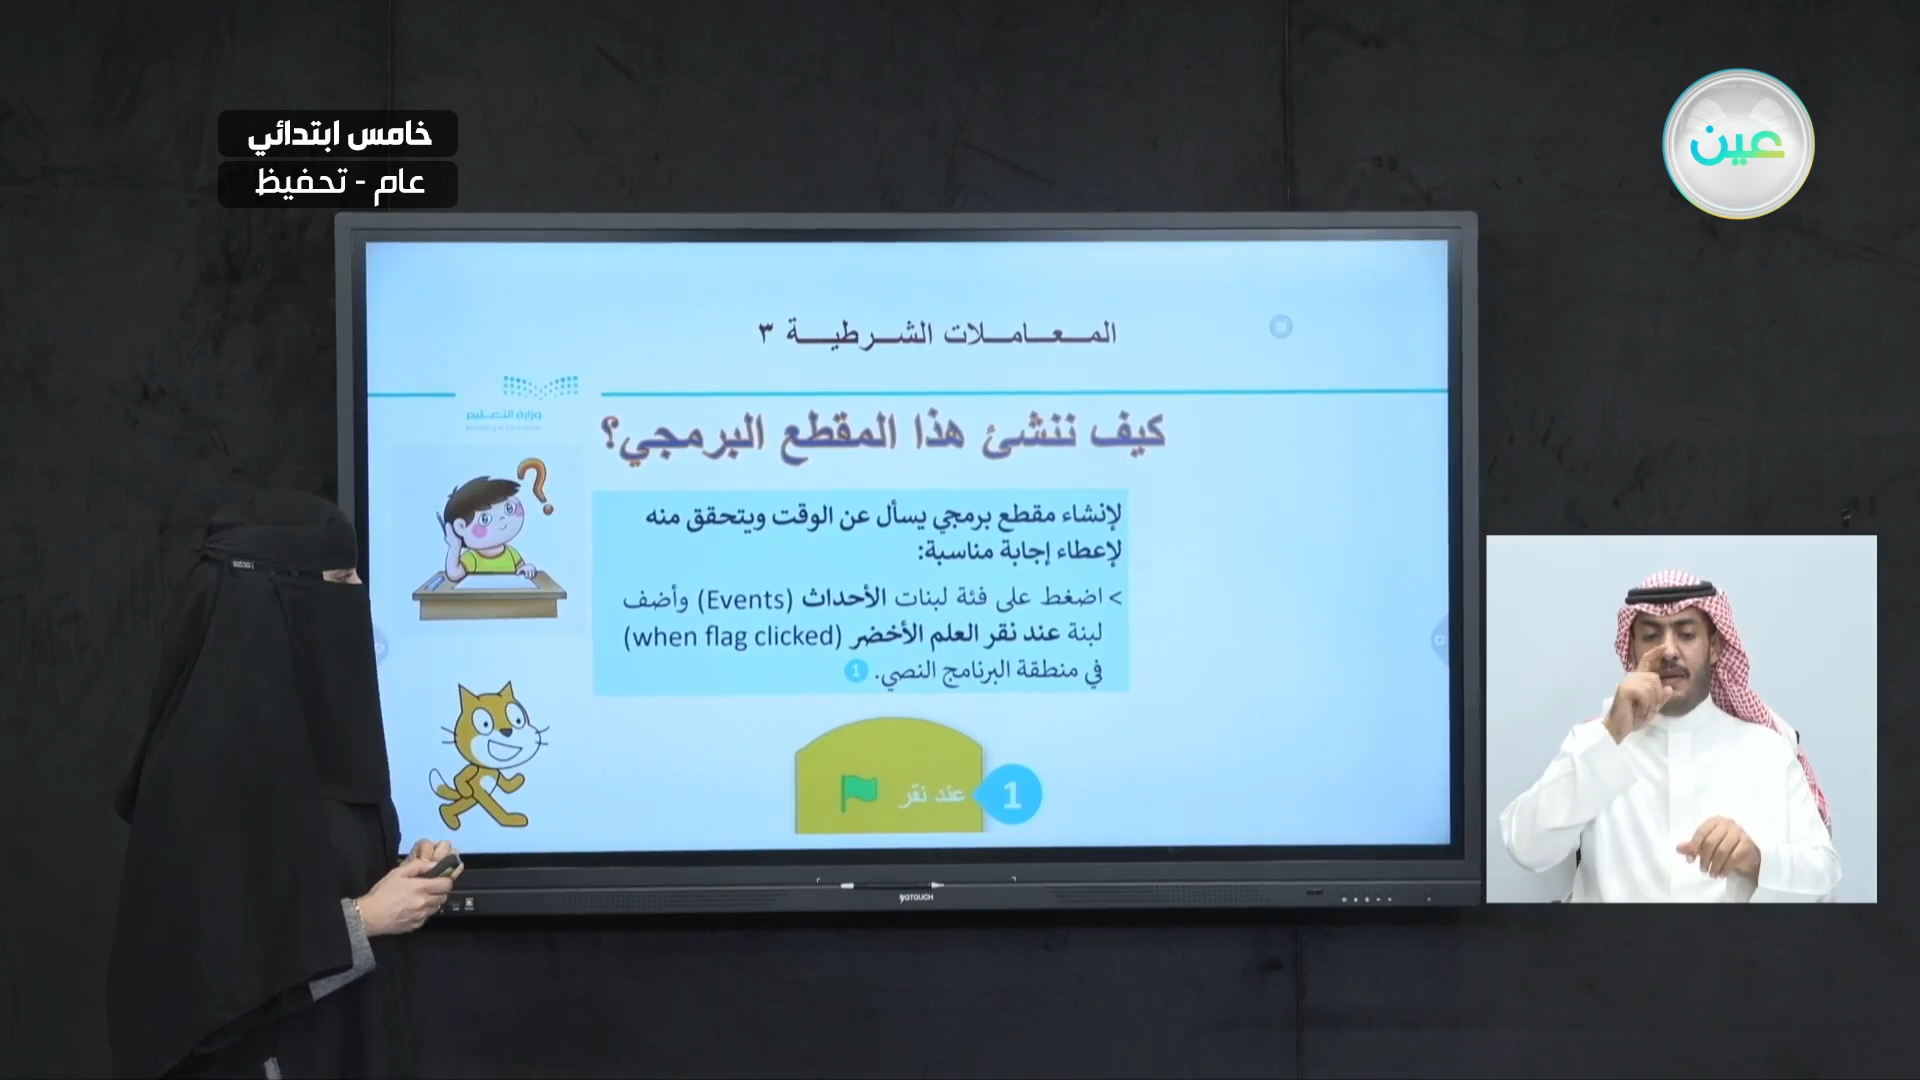 خامس ابتدائي
عام - تحفيظ
عين
المعاملات الشرطية ٣
وزارة التعليم
كيف ننشئ هذا المقطع البرمجي؟
لإنشاء مقطع برمجي يسأل عن الوقت ويتحقق منه
لإعطاء إجابة مناسبة:
> اضغط على فئة لبنات الأحداث (Events) وأضف
لبنة عند نقر العلم الأخضر (when flag clicked)
في منطقة البرنامج النصي. 1
عند نقر
1